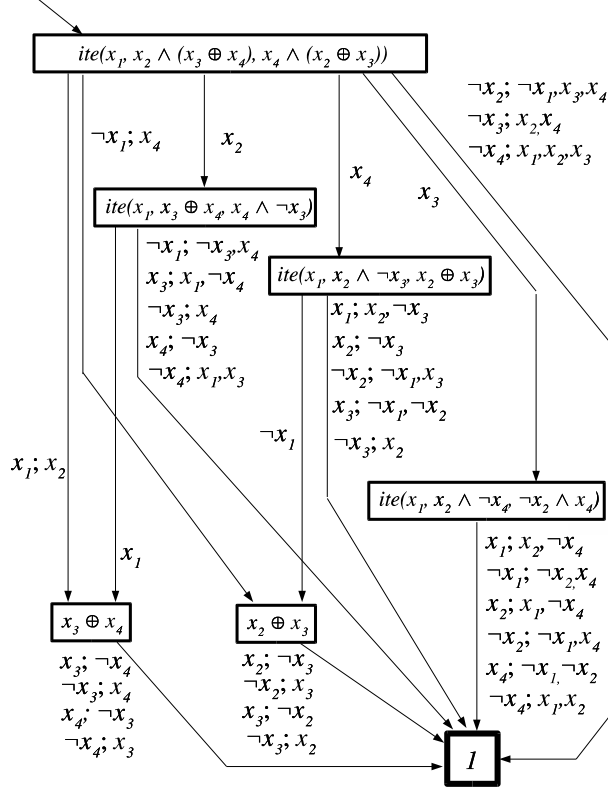 ite(x₁, x₂ ∧ (x₃ ⊕ x₄), x₄ ∧ (x₂ ⊕ x₃))
¬x₂; ¬x₁,x₃,x₄
¬x₃; x₂,x₄
¬x₄; x₁,x₂,x₃
¬x₁; x₄
x₂
x₄
x₃
ite(x₁, x₃ ⊕ x₄, x₄ ∧ ¬x₃)
¬x₁; ¬x₃,x₄
x₃; x₁,¬x₄
¬x₃; x₄
x₄; ¬x₃
¬x₄; x₁,x₃
ite(x₁, x₂ ∧ ¬x₃, x₂ ⊕ x₃)
x₁; x₂,¬x₃
x₂; ¬x₃
¬x₂; ¬x₁,x₃
x₃; ¬x₁,¬x₂
¬x₃; x₂
¬x₁
x₁; x₂
x₁
ite(x₁, x₂ ∧ ¬x₄, ¬x₂ ∧ x₄)
x₁; x₂,¬x₄
¬x₁; ¬x₂,x₄
x₂; x₁,¬x₄
¬x₂; ¬x₁,x₄
x₄; ¬x₁,¬x₂
¬x₄; x₁,x₂
x₃ ⊕ x₄
x₃; ¬x₄
¬x₃; x₄
x₄; ¬x₃
¬x₄; x₃
x₂ ⊕ x₃
x₂; ¬x₃
¬x₂; x₃
x₃; ¬x₂
¬x₃; x₂
1